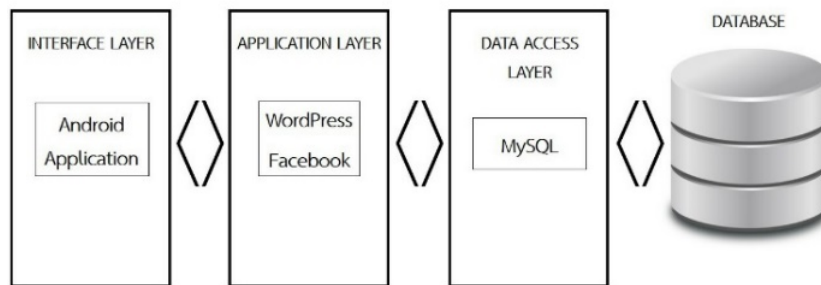 INTERFACE LAYER
Android
Application
APPLICATION LAYER
WordPress
Facebook
DATA ACCESS
LAYER
MySQL
DATABASE